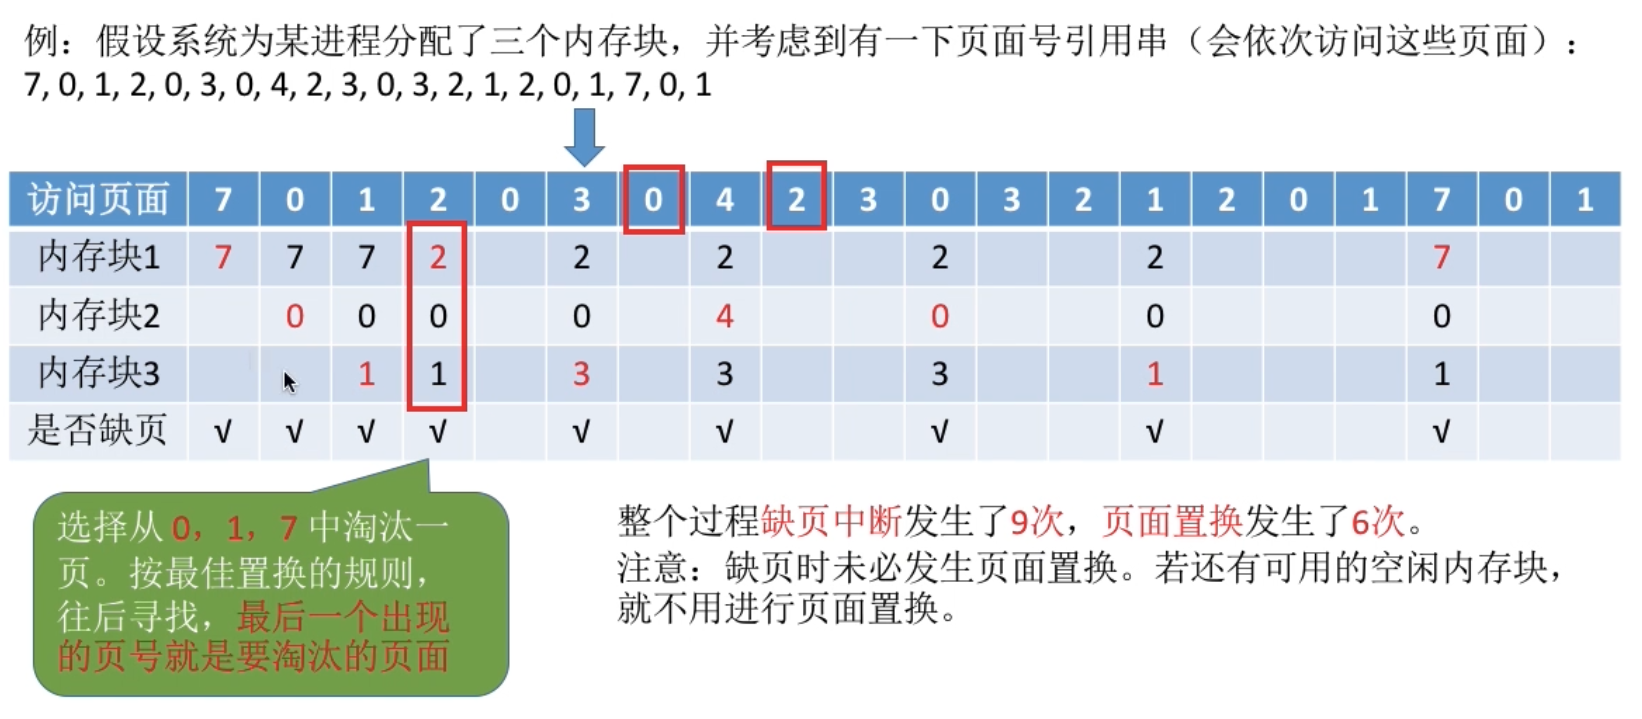 例：假设系统为某进程分配了三个内存块，并考虑到有一下页面号引用串（会依次访问这些页面）：
7, 0, 1, 2, 0, 3, 0, 4, 2, 3, 0, 3, 2, 1, 2, 0, 1, 7, 0, 1
访问页面 7 0 1 2 0 3 0 4 2 3 0 3 2 1 2 0 1 7 0 1
内存块1 7 7 7 2 2 2 2 2 7
内存块2 0 0 0 0 4 0 0 0
内存块3 1 1 3 3 3 1 1
是否缺页 √ √ √ √ √ √ √ √ √
选择从 0，1，7 中淘汰一
页。按最佳置换的规则，
往后寻找，最后一个出现
的页号就是要淘汰的页面
整个过程缺页中断发生了9次，页面置换发生了6次。
注意：缺页时未必发生页面置换。若还有可用的空闲内存块，
就不用进行页面置换。